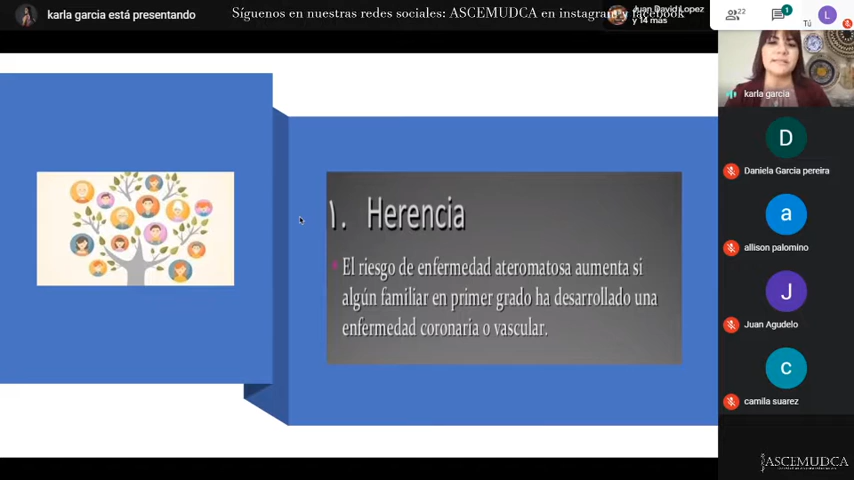 karla garcia está presentando
Síguenos en nuestras redes sociales: ASCEMUDCA en instagram y facebook
Juan David Lopez
y 14 más
22
1
Tú
L
karla garcia
D
Daniela Garcia pereira
a
allison palomino
J
Juan Agudelo
c
camila suarez
١. Herencia
El riesgo de enfermedad ateromatosa aumenta si
algún familiar en primer grado ha desarrollado una
enfermedad coronaria o vascular.
ASCEMUDCA